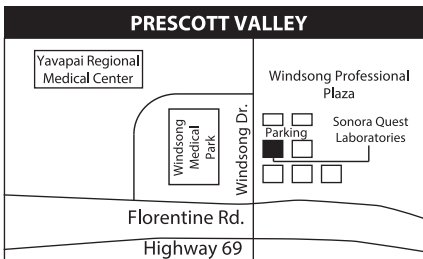 PRESCOTT VALLEY
Yavapai Regional
Medical Center
Windsong Professional
Plaza
Windsong
Medical
Park
Windsong Dr.
Parking
Sonora Quest
Laboratories
Florentine Rd.
Highway 69